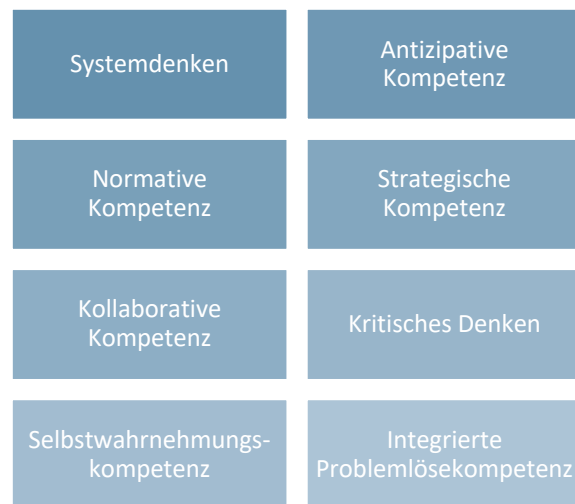 Systemdenken
Antizipative
Kompetenz
Normative
Kompetenz
Strategische
Kompetenz
Kollaborative
Kompetenz
Kritisches Denken
Selbstwahrnehmungs-
kompetenz
Integrierte
Problemlösekompetenz